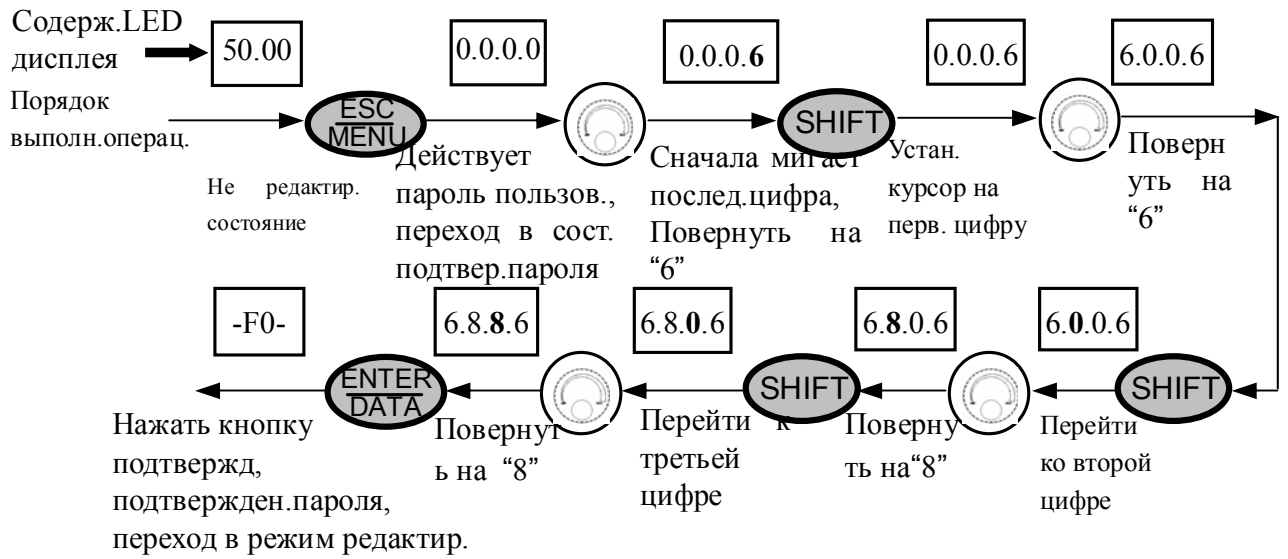 Содерж.LED
дисплея
50.00
0.0.0.0
0.0.0.6
0.0.0.6
6.0.0.6
Порядок
выполн.операц.
ESC
MENU
SHIFT
Не редактир.
состояние
Действует
пароль пользов.,
переход в сост.
подтвер.пароля
Сначала мигает
послед.цифра,
Повернуть на
“6”
Устан.
курсор на
перв. цифру
Поверн
уть на
“6”
-F0-
6.8.8.6
6.8.0.6
6.8.0.6
6.0.0.6
ENTER
DATA
SHIFT
SHIFT
Нажать кнопку
подтвержд,
подтвержден.пароля,
переход в режим редактир.
Повернут
ь на “8”
Перейти к
третьей
цифре
Поверну
ть на“8”
Перейти
ко второй
цифре